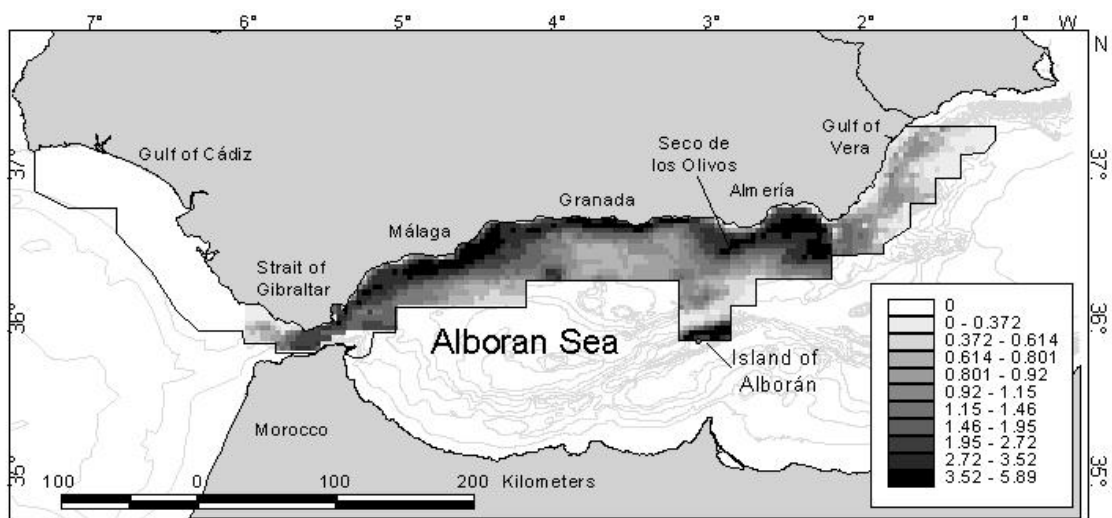 7° 6° 5° 4° 3° 2° 1° W
N
Gulf of Cádiz
Gulf of
Vera
Seco de
los Olivos
Almería
Granada
Málaga
Strait of
Gibraltar
37°
37°
36°
36°
Alboran Sea
Island of
Alborán
Morocco
35°
35°
0
0 - 0.372
0.372 - 0.614
0.614 - 0.801
0.801 - 0.92
0.92 - 1.15
1.15 - 1.46
1.46 - 1.95
1.95 - 2.72
2.72 - 3.52
3.52 - 5.89
100 0 100 200 Kilometers